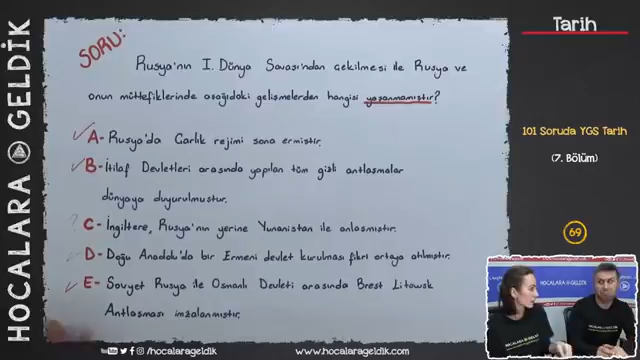 HOCALARA GELDİK
Tarih
SORU:
Rusya'nın I. Dünya Savası'ndan çekilmesi ile Rusya ve
onun müttefiklerinde aşağıdaki gelişmelerden hangisi yaşanmamıştır?
A- Rusya'da Çarlık rejimi sona ermiştir.
B- İtilaf Devletleri arasında yapılan tüm gizli antlaşmalar
dünyaya duyurulmuştur.
C- İngiltere, Rusya'nın yerine Yunanistan ile anlaşmıştır.
D- Doğu Anadolu'da bir Ermeni devlet kurulması fikri ortaya atılmıştır.
E- Sovyet Rusya ile Osmanlı Devleti arasında Brest Litowsk
Antlaşması imzalanmıştır.
101 Soruda YGS Tarih
(7. Bölüm)
69
HOCALARA GELDİK
/hocalarageldik
www.hocalarageldik.com